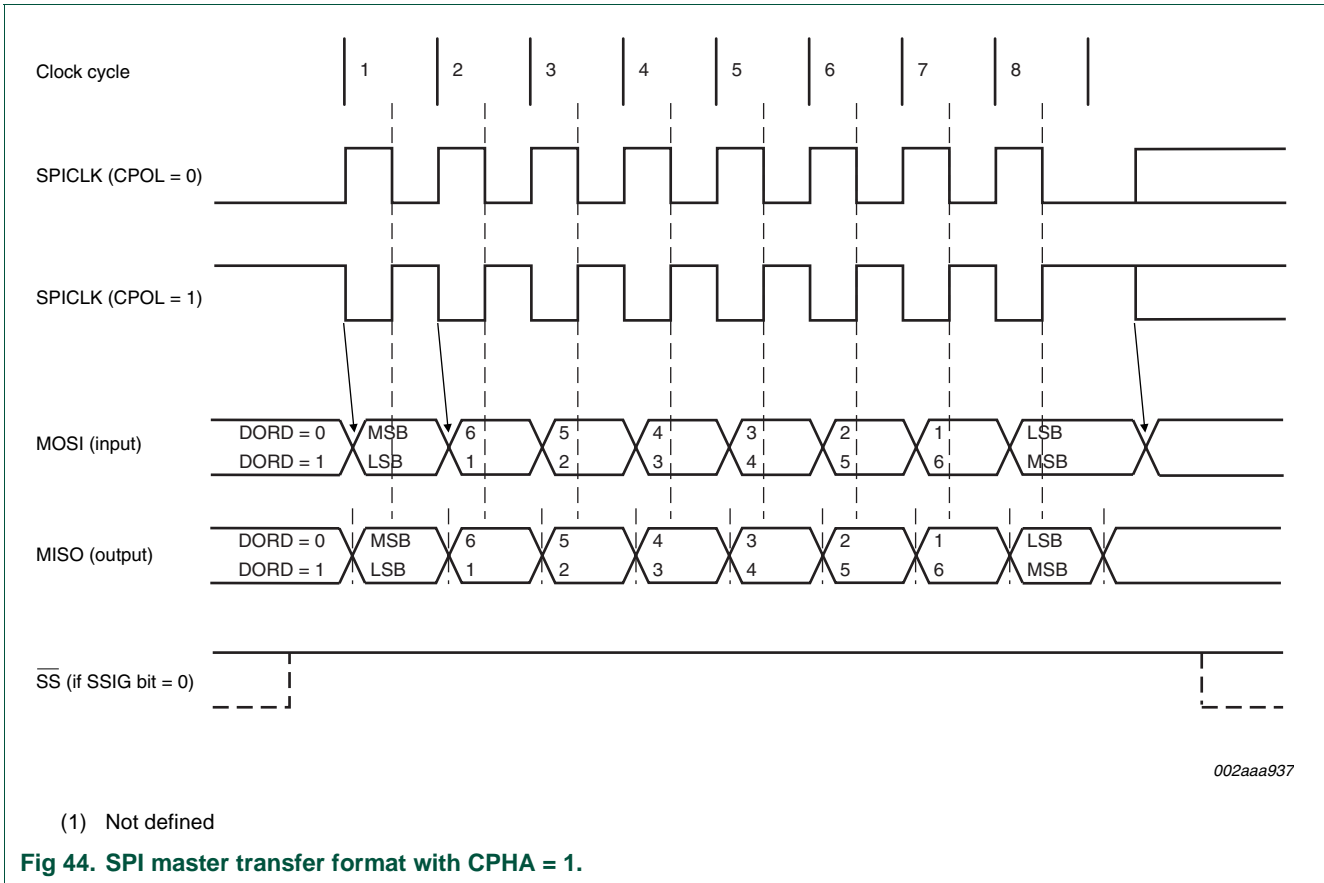 Clock cycle 1 2 3 4 5 6 7 8
SPICLK (CPOL = 0)
SPICLK (CPOL = 1)
MOSI (input)
DORD = 0 MSB 6 5 4 3 2 1 LSB
DORD = 1 LSB 1 2 3 4 5 6 MSB
MISO (output)
DORD = 0 MSB 6 5 4 3 2 1 LSB
DORD = 1 LSB 1 2 3 4 5 6 MSB
S̅S̅ (if SSIG bit = 0)
002aaa937
(1) Not defined
Fig 44. SPI master transfer format with CPHA = 1.